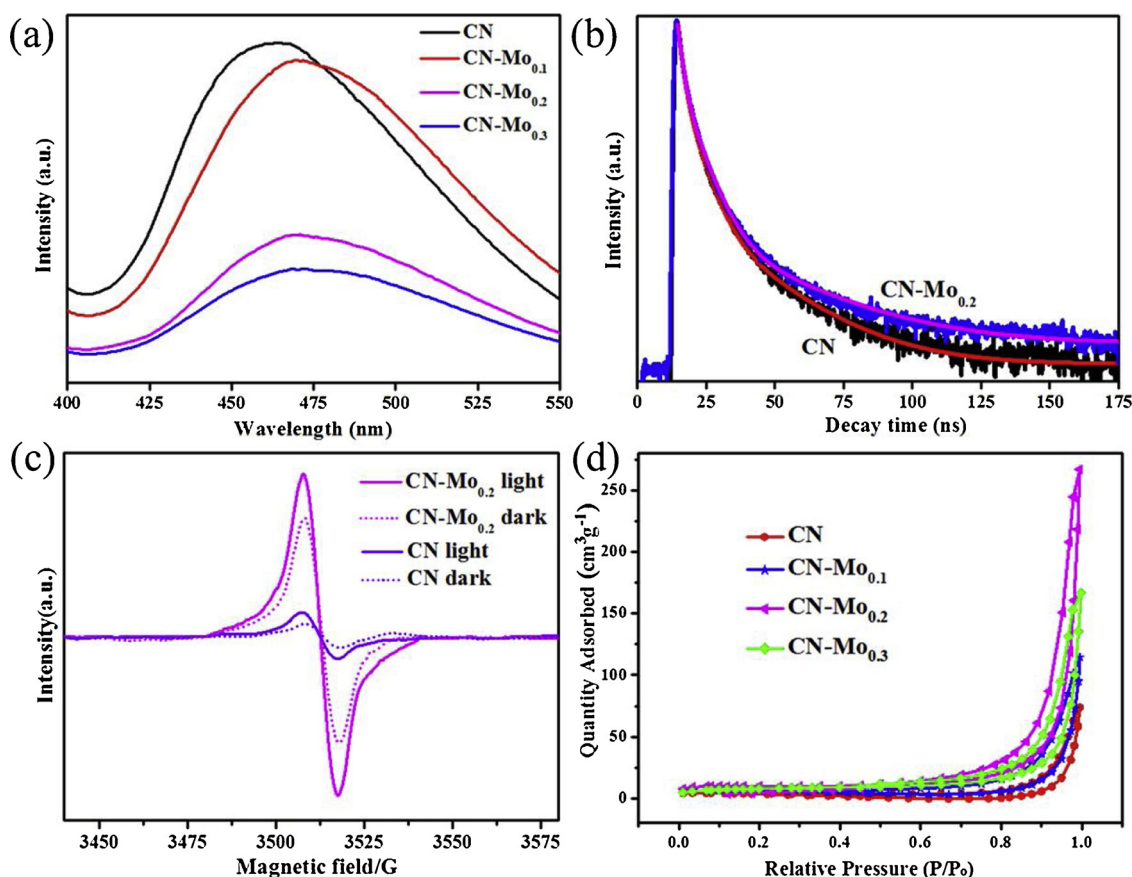 (a)
CN
CN-Mo0.1
CN-Mo0.2
CN-Mo0.3
Intensity (a.u.)
400 425 450 475 500 525 550
Wavelength (nm)
(b)
CN-Mo0.2
CN
Intensity (a.u.)
0 25 50 75 100 125 150 175
Decay time (ns)
(c)
CN-Mo0.2 light
CN-Mo0.2 dark
CN light
CN dark
Intensity(a.u.)
3450 3475 3500 3525 3550 3575
Magnetic field/G
(d)
250
200
150
100
50
0
CN
CN-Mo0.1
CN-Mo0.2
CN-Mo0.3
Quantity Adsorbed (cm3g-1)
0.0 0.2 0.4 0.6 0.8 1.0
Relative Pressure (P/Po)